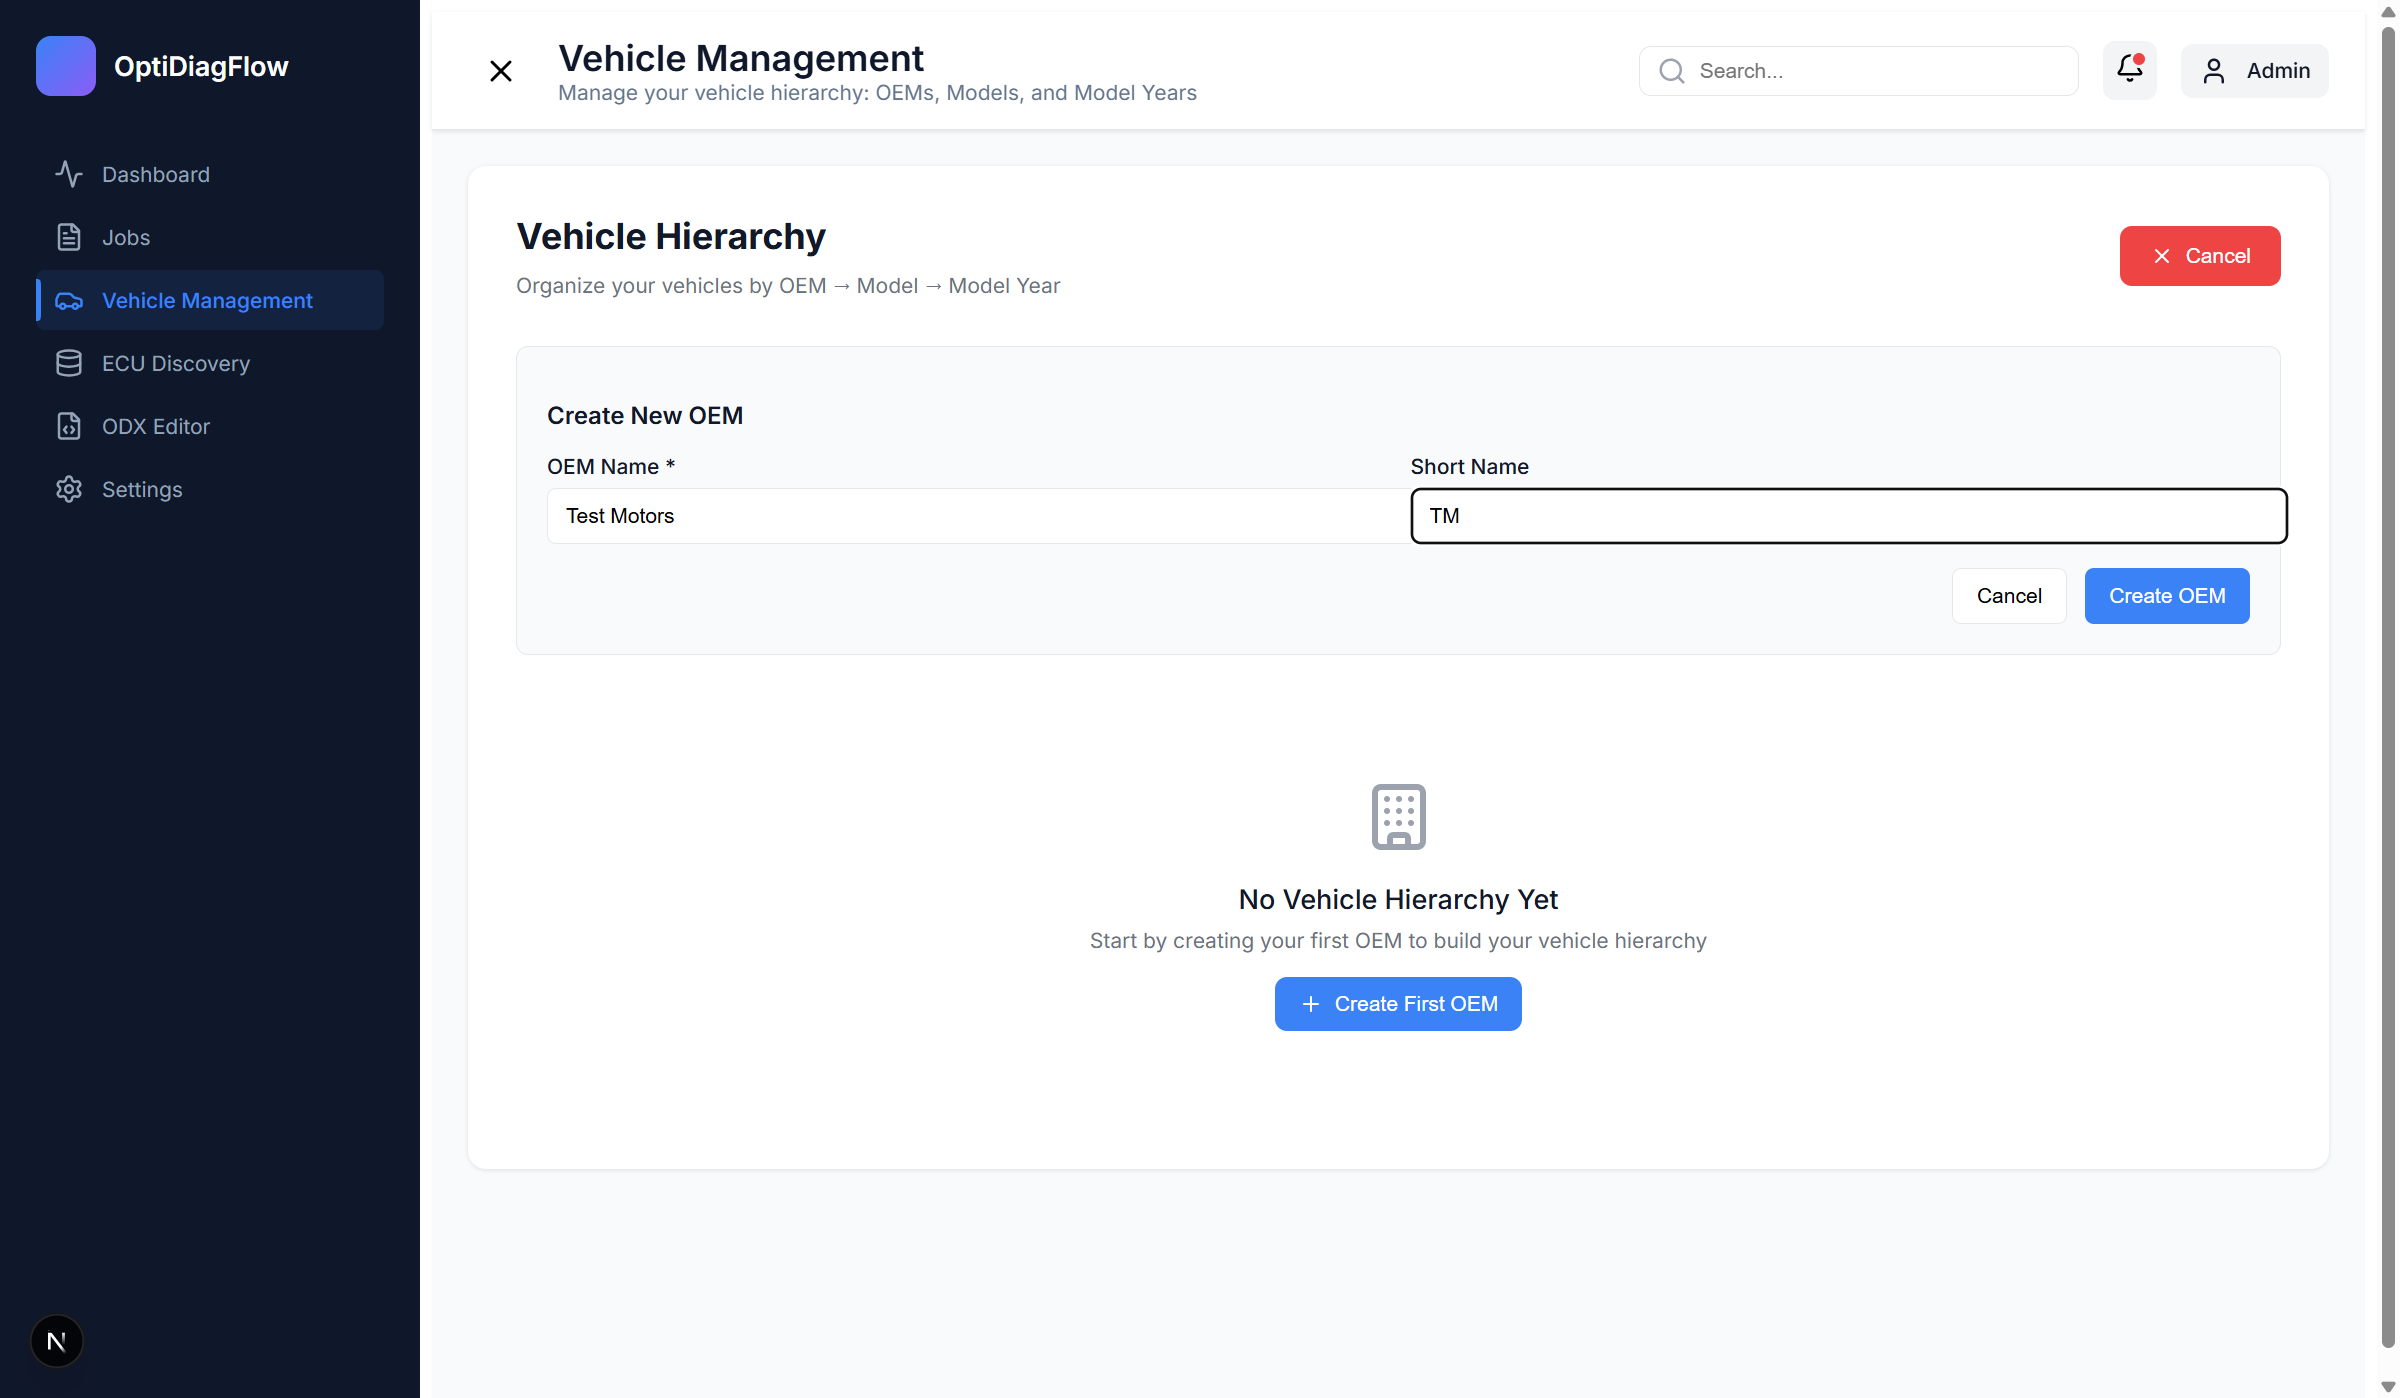 OptiDiagFlow
Dashboard
Jobs
Vehicle Management
ECU Discovery
ODX Editor
Settings
N
Vehicle Management
Manage your vehicle hierarchy: OEMs, Models, and Model Years
Search...
Admin
Vehicle Hierarchy
Organize your vehicles by OEM → Model → Model Year
Cancel
Create New OEM
OEM Name *
Short Name
Test Motors
TM
Cancel
Create OEM
No Vehicle Hierarchy Yet
Start by creating your first OEM to build your vehicle hierarchy
Create First OEM